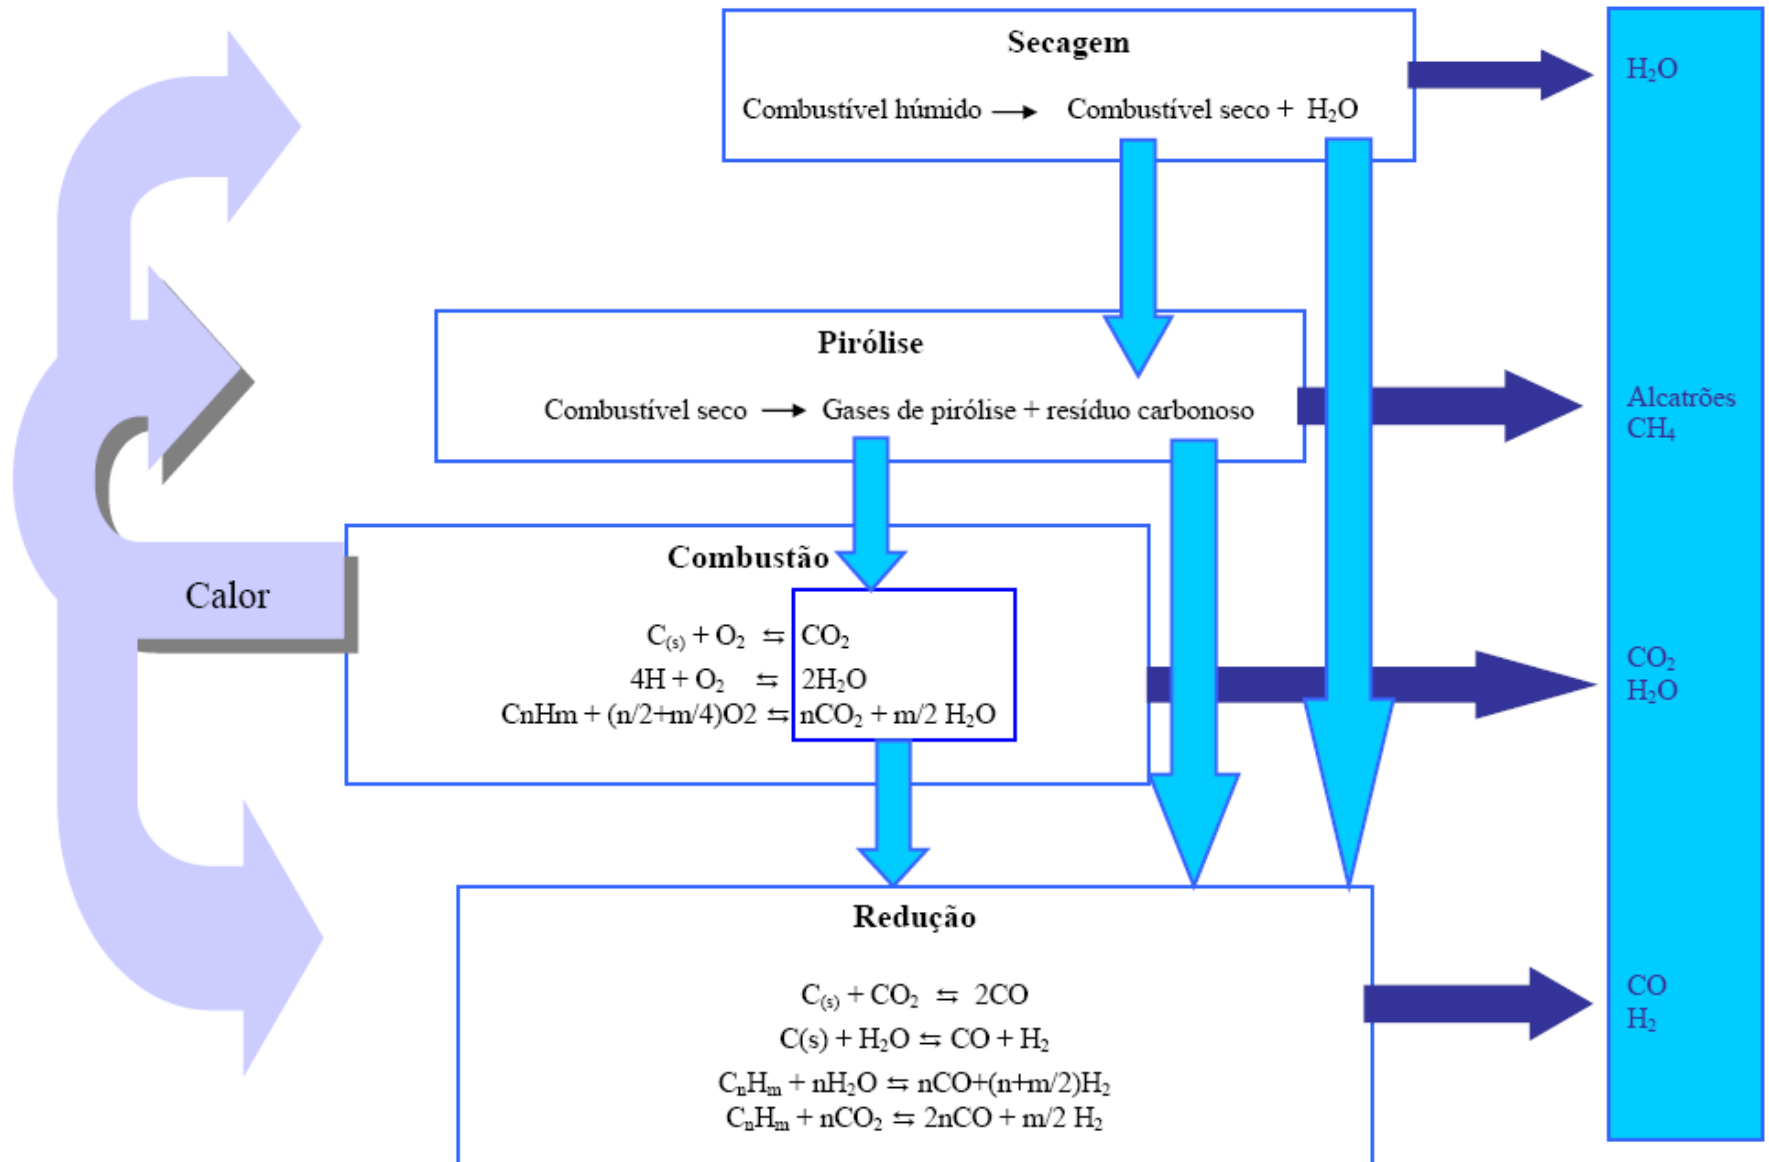 Secagem
Combustível húmido → Combustível seco + H₂O
H₂O
Pirólise
Combustível seco → Gases de pirólise + resíduo carbonoso
Alcatrões
CH₄
Calor
Combustão
C₍ₛ₎ + O₂ ⇆ CO₂
4H + O₂ ⇆ 2H₂O
CnHm + (n/2+m/4)O2 ⇆ nCO₂ + m/2 H₂O
CO₂
H₂O
Redução
C₍ₛ₎ + CO₂ ⇆ 2CO
C(s) + H₂O ⇆ CO + H₂
CₙHₘ + nH₂O ⇆ nCO+(n+m/2)H₂
CₙHₘ + nCO₂ ⇆ 2nCO + m/2 H₂
CO
H₂